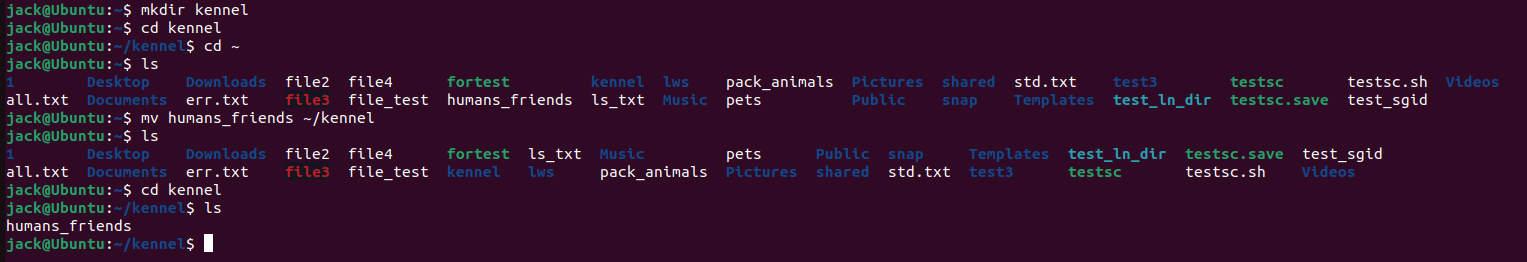 jack@Ubuntu:~$ mkdir kennel
jack@Ubuntu:~$ cd kennel
jack@Ubuntu:~/kennel$ cd ~
jack@Ubuntu:~$ ls
1 Desktop Downloads file2 file4 fortest kennel lws pack_animals Pictures shared std.txt test3 testsc testsc.sh Videos
all.txt Documents err.txt file3 file_test humans_friends ls_txt Music pets Public snap Templates test_ln_dir testsc.save test_sgid
jack@Ubuntu:~$ mv humans_friends ~/kennel
jack@Ubuntu:~$ ls
1 Desktop Downloads file2 file4 fortest ls_txt Music pets Public snap Templates test_ln_dir testsc.save test_sgid
all.txt Documents err.txt file3 file_test kennel lws pack_animals Pictures shared std.txt test3 testsc testsc.sh Videos
jack@Ubuntu:~$ cd kennel
jack@Ubuntu:~/kennel$ ls
humans_friends
jack@Ubuntu:~/kennel$